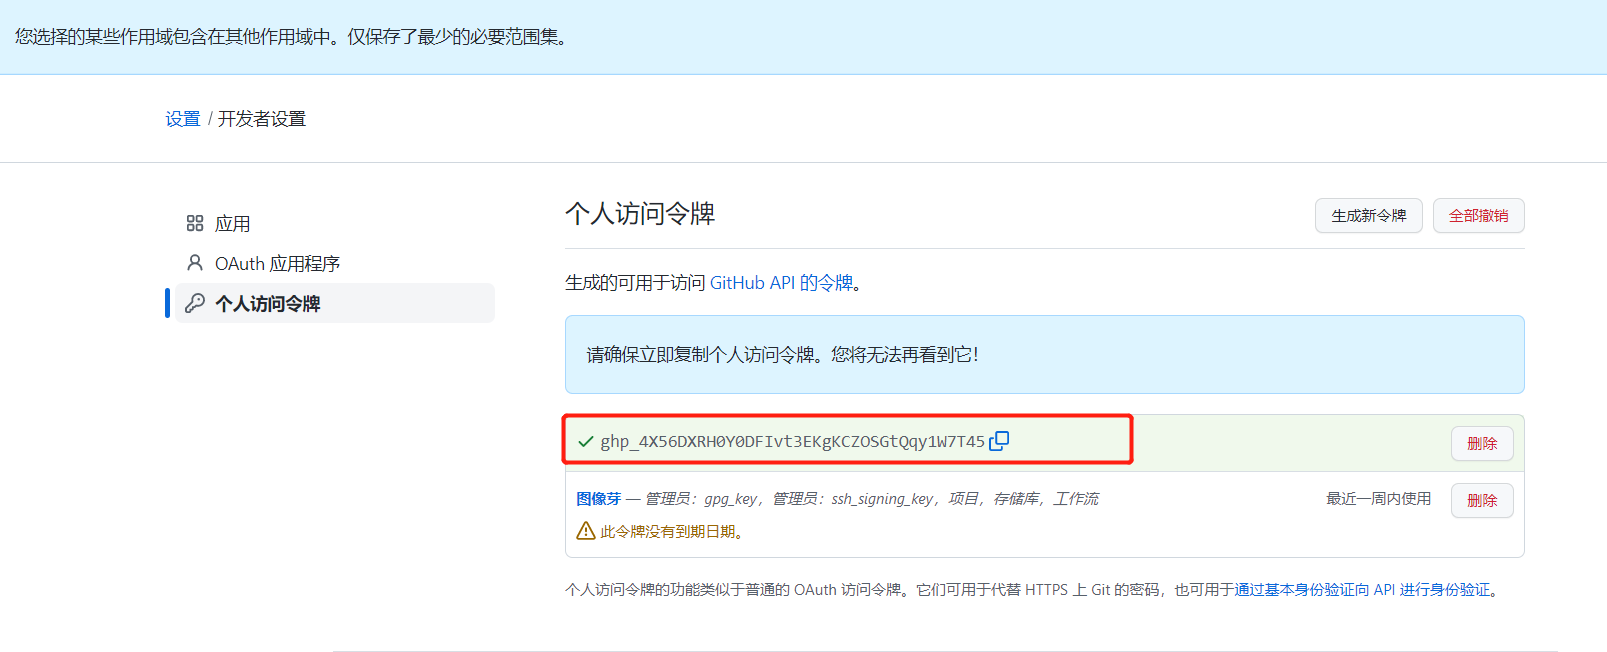 您选择的某些作用域包含在其他作用域中。仅保存了最少的必要范围集。
设置 / 开发者设置
应用
OAuth 应用程序
个人访问令牌
个人访问令牌
生成新令牌
全部撤销
生成的可用于访问 GitHub API 的令牌。
请确保立即复制个人访问令牌。您将无法再看到它！
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
删除
图像芽 — 管理员：gpg_key，管理员：ssh_signing_key，项目，存储库，工作流
最近一周内使用
删除
此令牌没有到期日期。
个人访问令牌的功能类似于普通的 OAuth 访问令牌。它们可用于代替 HTTPS 上 Git 的密码，也可用于通过基本身份验证向 API 进行身份验证。